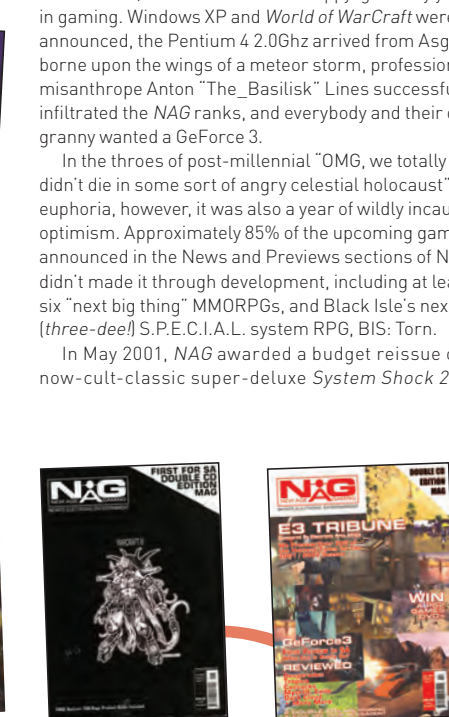 in gaming. Windows XP and World of WarCraft were
announced, the Pentium 4 2.0Ghz arrived from Asg
borne upon the wings of a meteor storm, profession
misanthrope Anton "The_Basilisk" Lines successfu
infiltrated the NAG ranks, and everybody and their
granny wanted a GeForce 3.
In the throes of post-millennial "OMG, we totally
didn't die in some sort of angry celestial holocaust"
euphoria, however, it was also a year of wildly incau
optimism. Approximately 85% of the upcoming gam
announced in the News and Previews sections of N
didn't made it through development, including at lea
six "next big thing" MMORPGs, and Black Isle's next
(three-dee!) S.P.E.C.I.A.L. system RPG, BIS: Torn.
In May 2001, NAG awarded a budget reissue
now-cult-classic super-deluxe System Shock 2
FIRST FOR SA
DOUBLE CD
EDITION
MAG
NAG
DOUBLE CD
EDITION
MAG
NAG
E3 TRIBUNE
WIN
GeForce3
REVIEWED